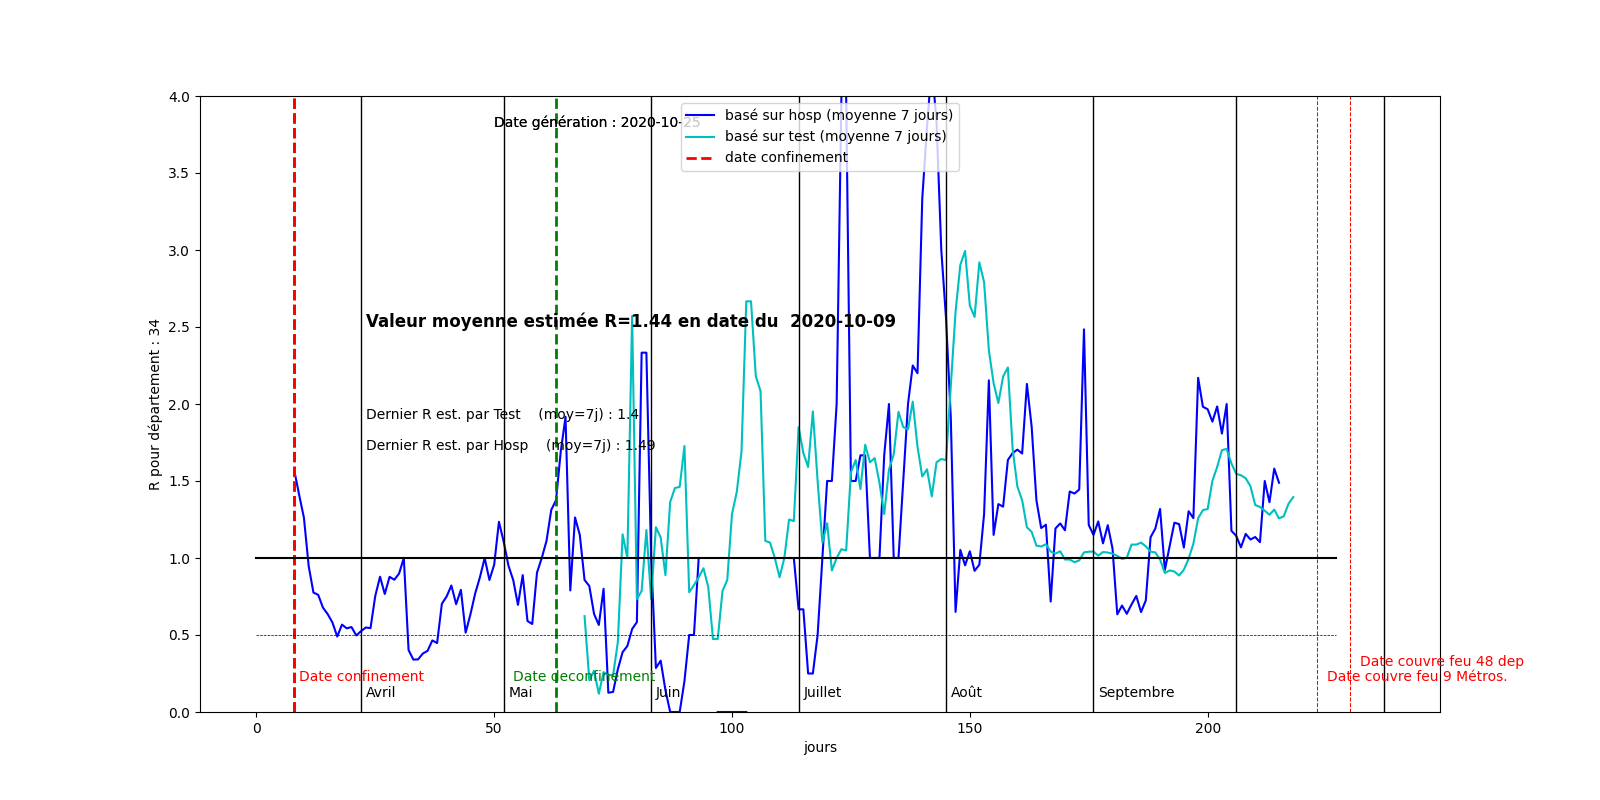 4.0
Date génération : 2020-10-25
basé sur hosp (moyenne 7 jours)
basé sur test (moyenne 7 jours)
date confinement
3.5
3.0
2.5
Valeur moyenne estimée R=1.44 en date du  2020-10-09
2.0
Dernier R est. par Test    (moy=7j) : 1.4
Dernier R est. par Hosp    (moy=7j) : 1.49
R pour département : 34
1.5
1.0
0.5
Date couvre feu 48 dep
Date confinement
Date deconfinement
Date couvre feu 9 Métros.
Avril
Mai
Juin
Juillet
Août
Septembre
0.0
0
50
100
150
200
jours